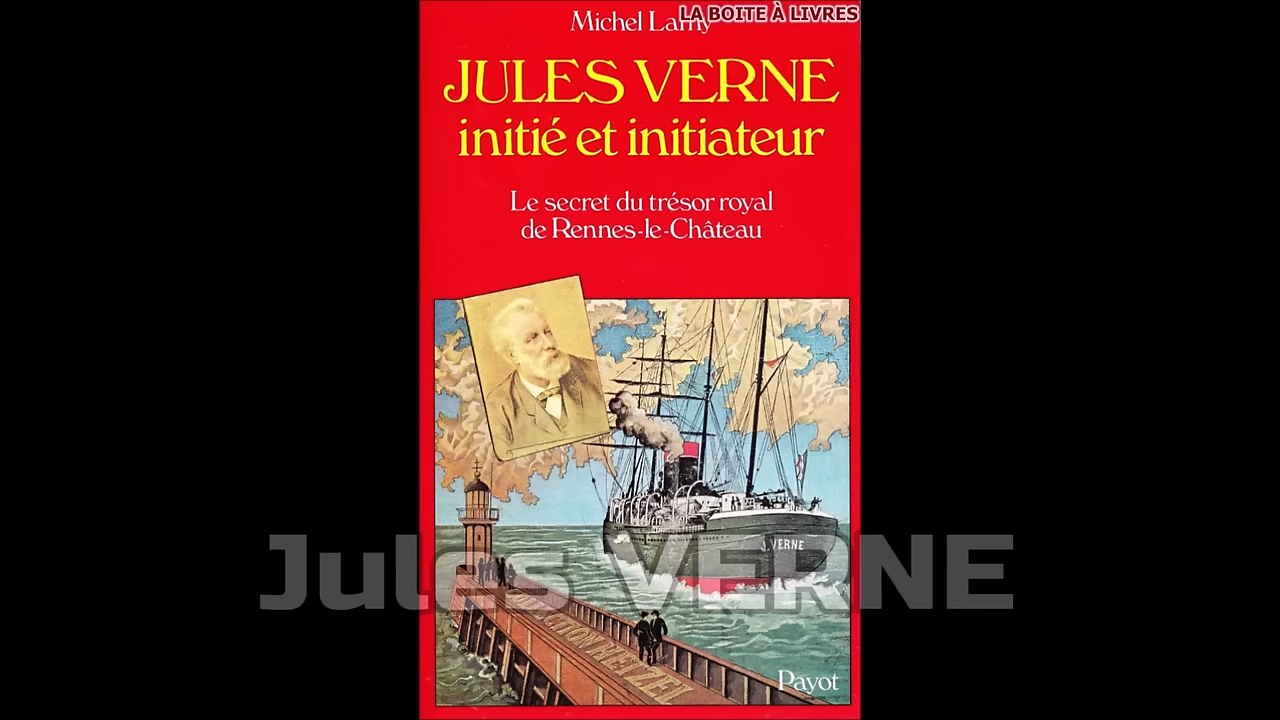 Michel Lamy
LA BOITE À LIVRES
JULES VERNE
initié et initiateur
Le secret du trésor royal
de Rennes-le-Château
J. VERNE
Jules VERNE
Payot